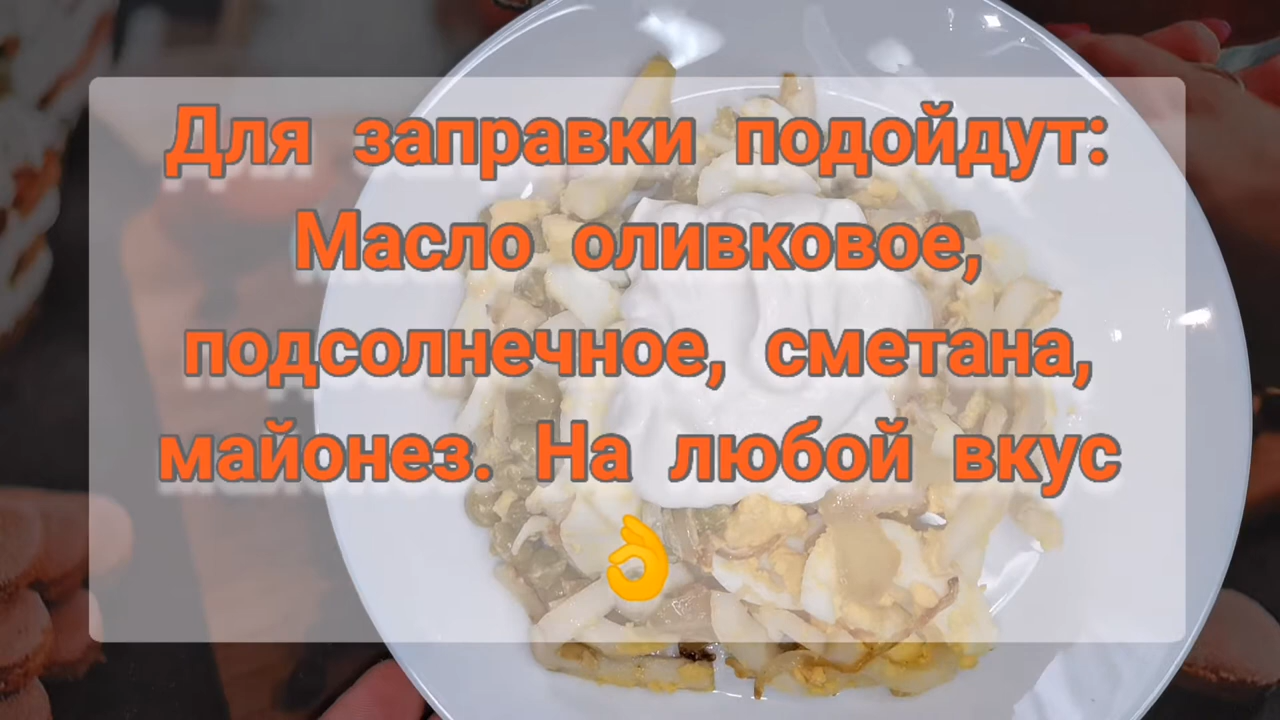 Для заправки подойдут:
Масло оливковое,
подсолнечное, сметана,
майонез. На любой вкус
👌